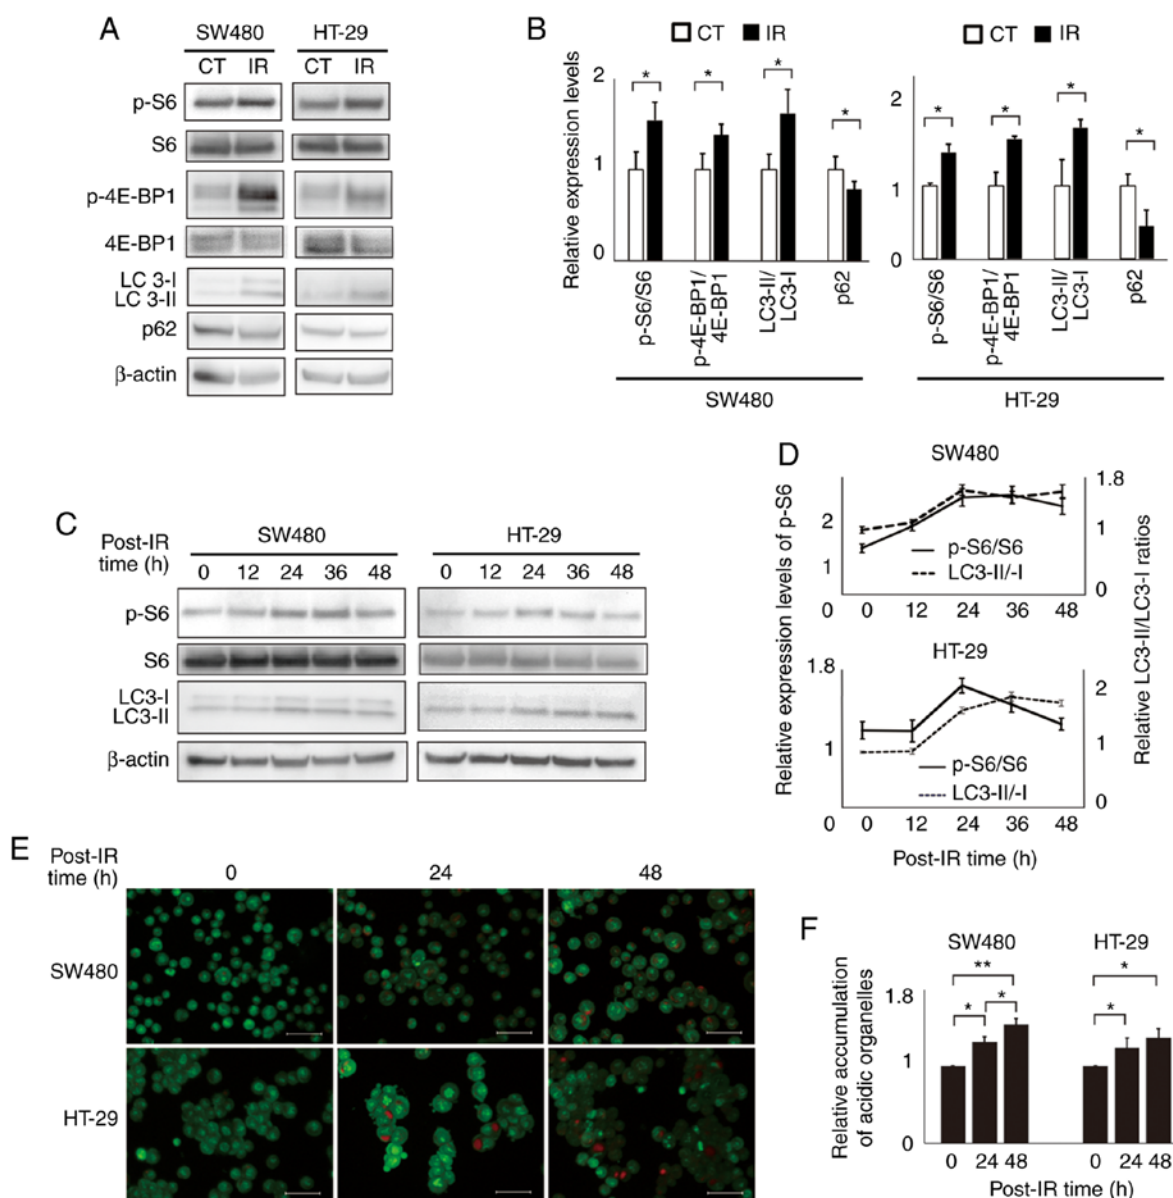 A
SW480 HT-29
CT IR CT IR
p-S6
S6
p-4E-BP1
4E-BP1
LC 3-I
LC 3-II
p62
β-actin
B
CT IR
CT IR
Relative expression levels
2
1
0
* * * *
p-S6/S6
p-4E-BP1/
4E-BP1
LC3-II/
LC3-I
p62
SW480
2
1
0
* * * *
p-S6/S6
p-4E-BP1/
4E-BP1
LC3-II/
LC3-I
p62
HT-29
C
Post-IR
time (h)
SW480 HT-29
0 12 24 36 48 0 12 24 36 48
p-S6
S6
LC3-I
LC3-II
β-actin
D
Relative expression levels of p-S6
Relative LC3-II/LC3-I ratios
SW480
2
1
0
1.8
1
0
p-S6/S6
LC3-II/-I
0 12 24 36 48
HT-29
1.8
1
0
2
1
0
p-S6/S6
LC3-II/-I
0 12 24 36 48
Post-IR time (h)
E
Post-IR
time (h)
0 24 48
SW480
HT-29
F
SW480 HT-29
Relative accumulation
of acidic organelles
1.8
1
0
** * *
* *
0 24 48 0 24 48
Post-IR time (h)